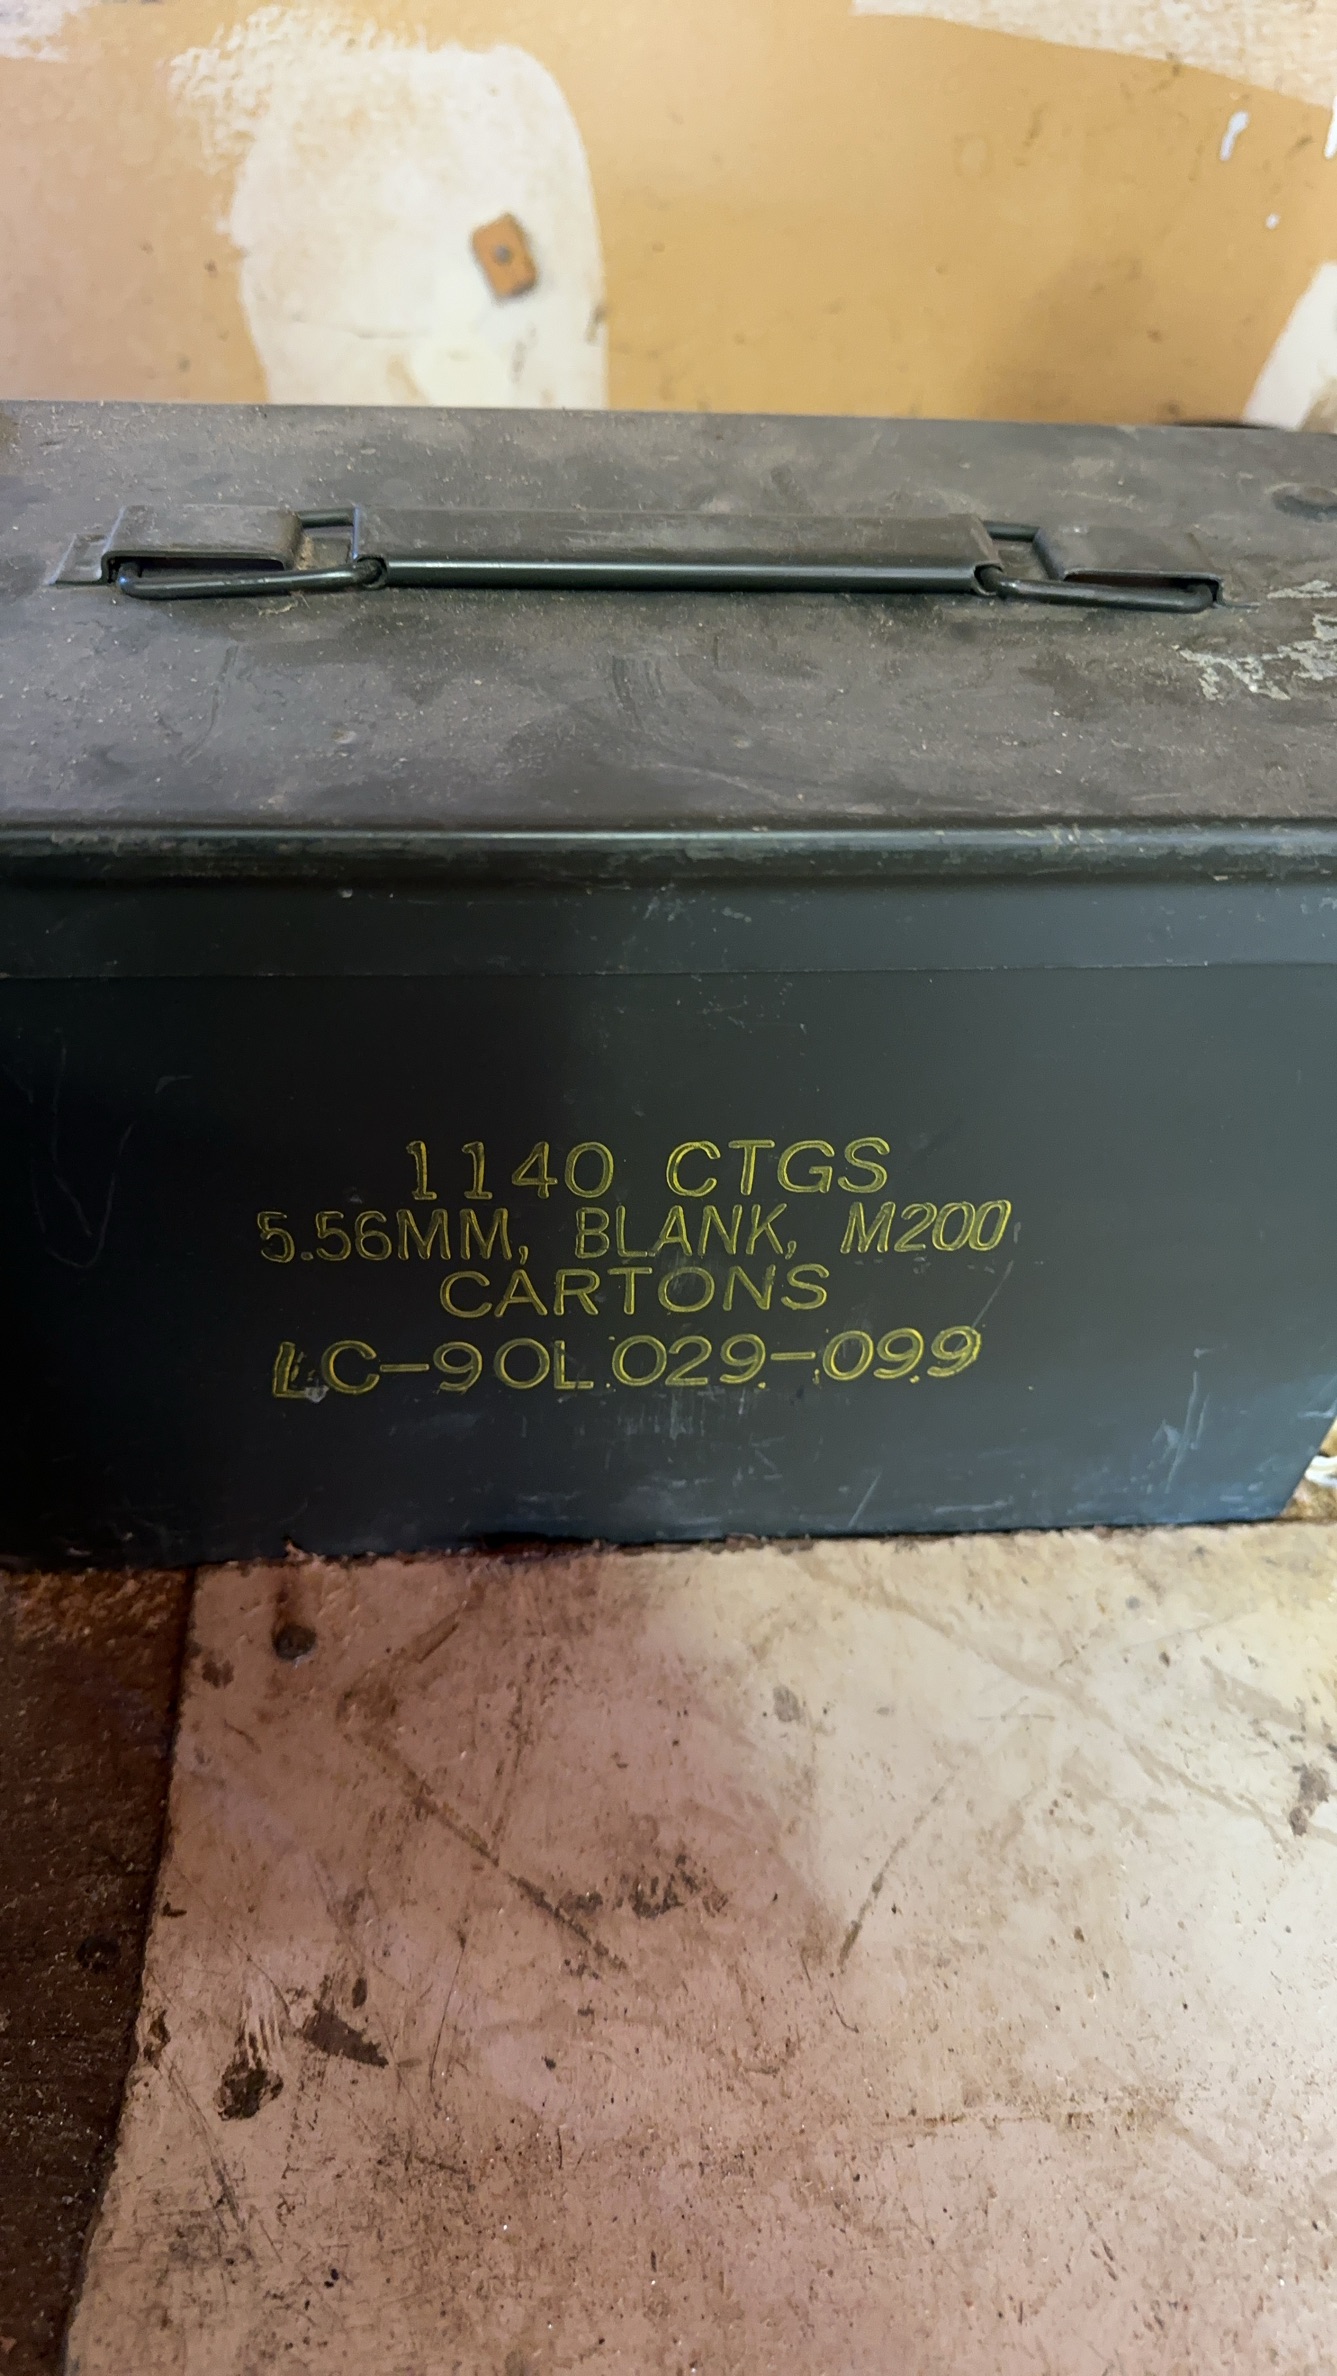 1140 CTGS
5.56MM, BLANK, M200
CARTONS
LC-90L029-099